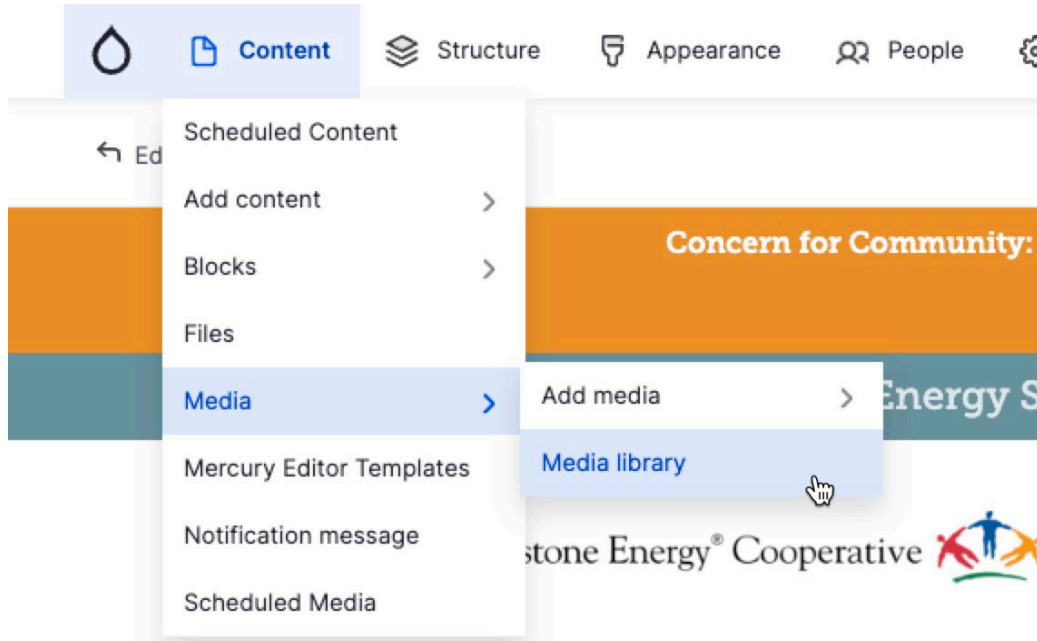 Content Structure Appearance People
Scheduled Content
Ed
Add content
Concern for Community:
Blocks
Files
Media
Add media
Energy S
Media library
Mercury Editor Templates
Notification message
stone Energy® Cooperative
Scheduled Media